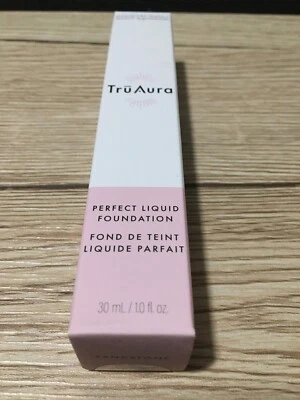 TrūAura
PERFECT LIQUID
FOUNDATION
FOND DE TEINT
LIQUIDE PARFAIT
30 mL / 1.0 fl. oz.